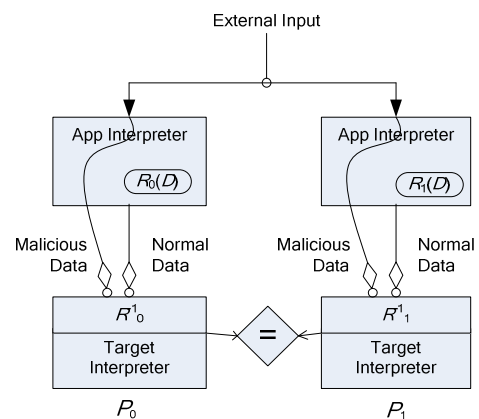 External Input
App Interpreter
App Interpreter
R₀(D)
R₁(D)
Malicious Data
Normal Data
Malicious Data
Normal Data
R¹₀
R¹₁
=
Target Interpreter
Target Interpreter
P₀
P₁